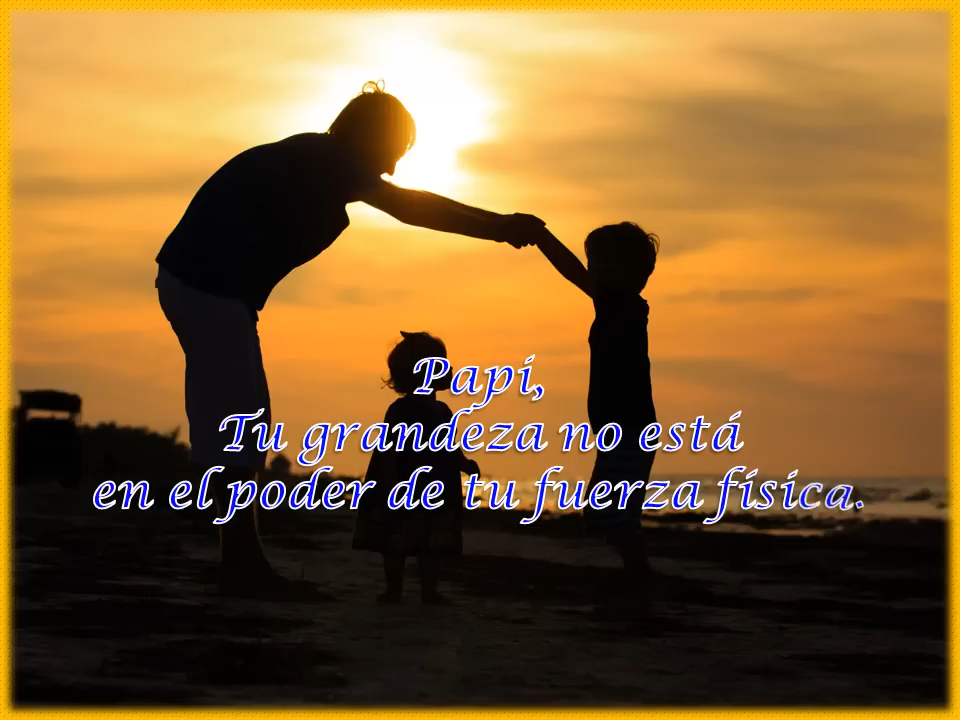 Papi,
Tu grandeza no está
en el poder de tu fuerza física.